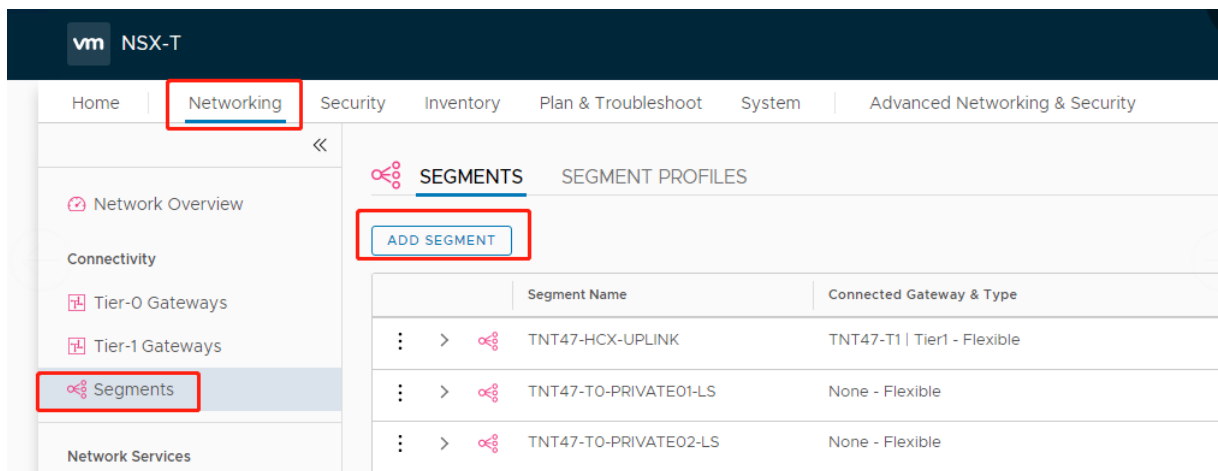 vm NSX-T
Home Networking Security Inventory Plan & Troubleshoot System Advanced Networking & Security
Network Overview
Connectivity
Tier-0 Gateways
Tier-1 Gateways
Segments
Network Services
SEGMENTS SEGMENT PROFILES
ADD SEGMENT
Segment Name Connected Gateway & Type
TNT47-HCX-UPLINK TNT47-T1 | Tier1 - Flexible
TNT47-T0-PRIVATE01-LS None - Flexible
TNT47-T0-PRIVATE02-LS None - Flexible